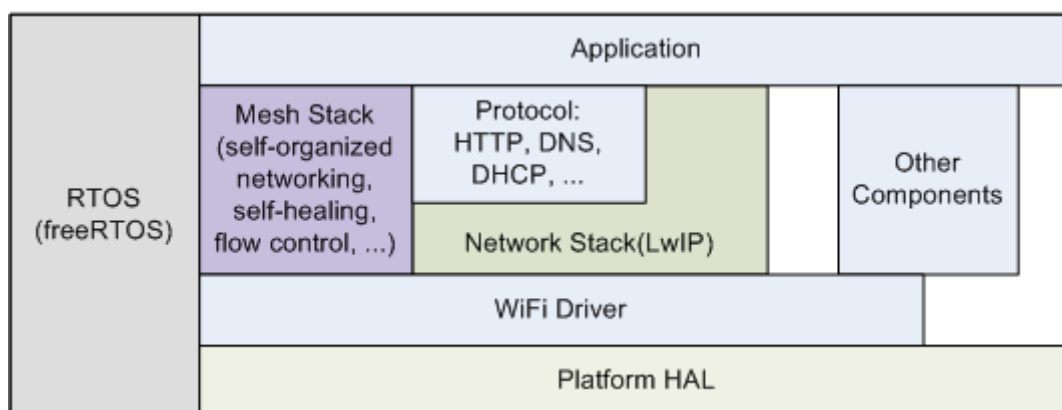 Application
Mesh Stack
(self-organized
networking,
self-healing,
flow control, ...)
Protocol:
HTTP, DNS,
DHCP, ...
Other
Components
RTOS
(freeRTOS)
Network Stack(LwIP)
WiFi Driver
Platform HAL